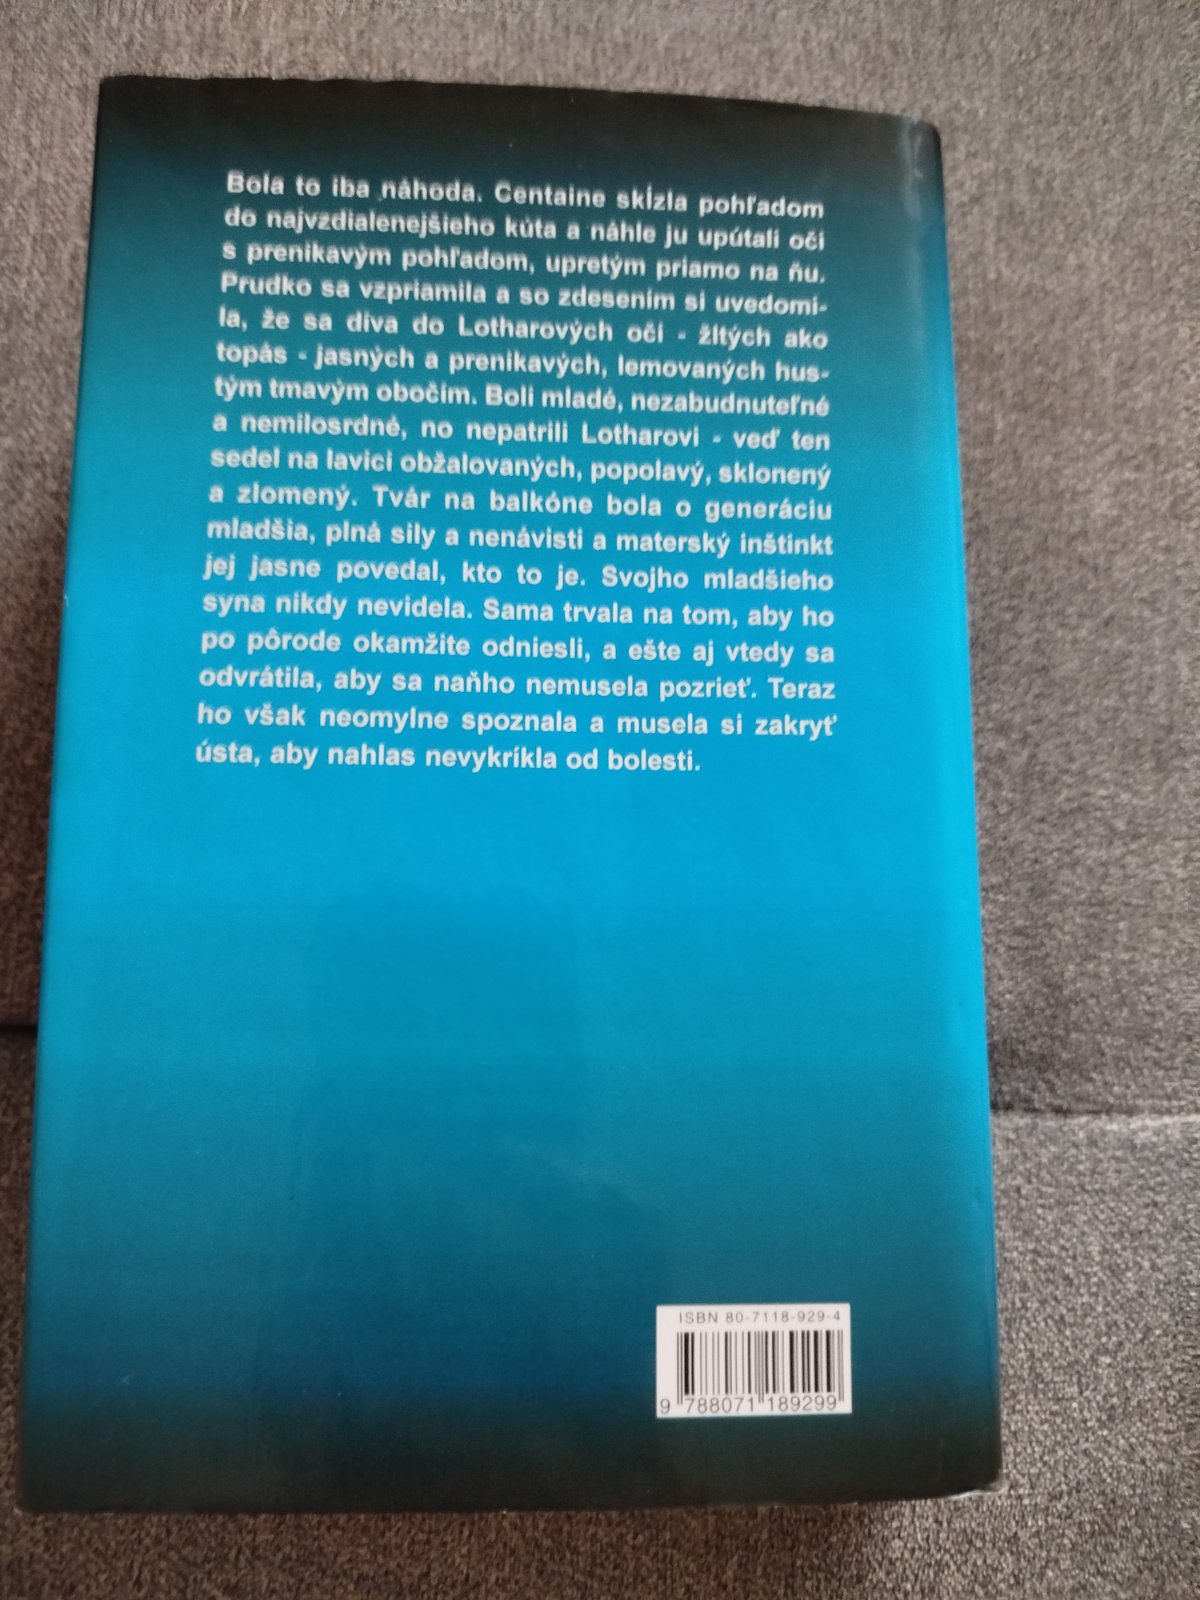 Bola to iba náhoda. Centaine skĺzla pohľadom
do najvzdialenejšieho kúta a náhle ju upútali oči
s prenikavým pohľadom, upretým priamo na ňu.
Prudko sa vzpriamila a so zdesením si uvedomi-
la, že sa díva do Lotharových očí - žltých ako
topás - jasných a prenikavých, lemovaných hus-
tým tmavým obočím. Boli mladé, nezabudnuteľné
a nemilosrdné, no nepatrili Lotharovi - veď ten
sedel na lavici obžalovaných, popolavý, sklonený
a zlomený. Tvár na balkóne bola o generáciu
mladšia, plná sily a nenávisti a materský inštinkt
jej jasne povedal, kto to je. Svojho mladšieho
syna nikdy nevidela. Sama trvala na tom, aby ho
po pôrode okamžite odniesli, a ešte aj vtedy sa
odvrátila, aby sa naňho nemusela pozrieť. Teraz
ho však neomylne spoznala a musela si zakryť
ústa, aby nahlas nevykríkla od bolesti.
ISBN 80-7118-929-4
9 788071 189299